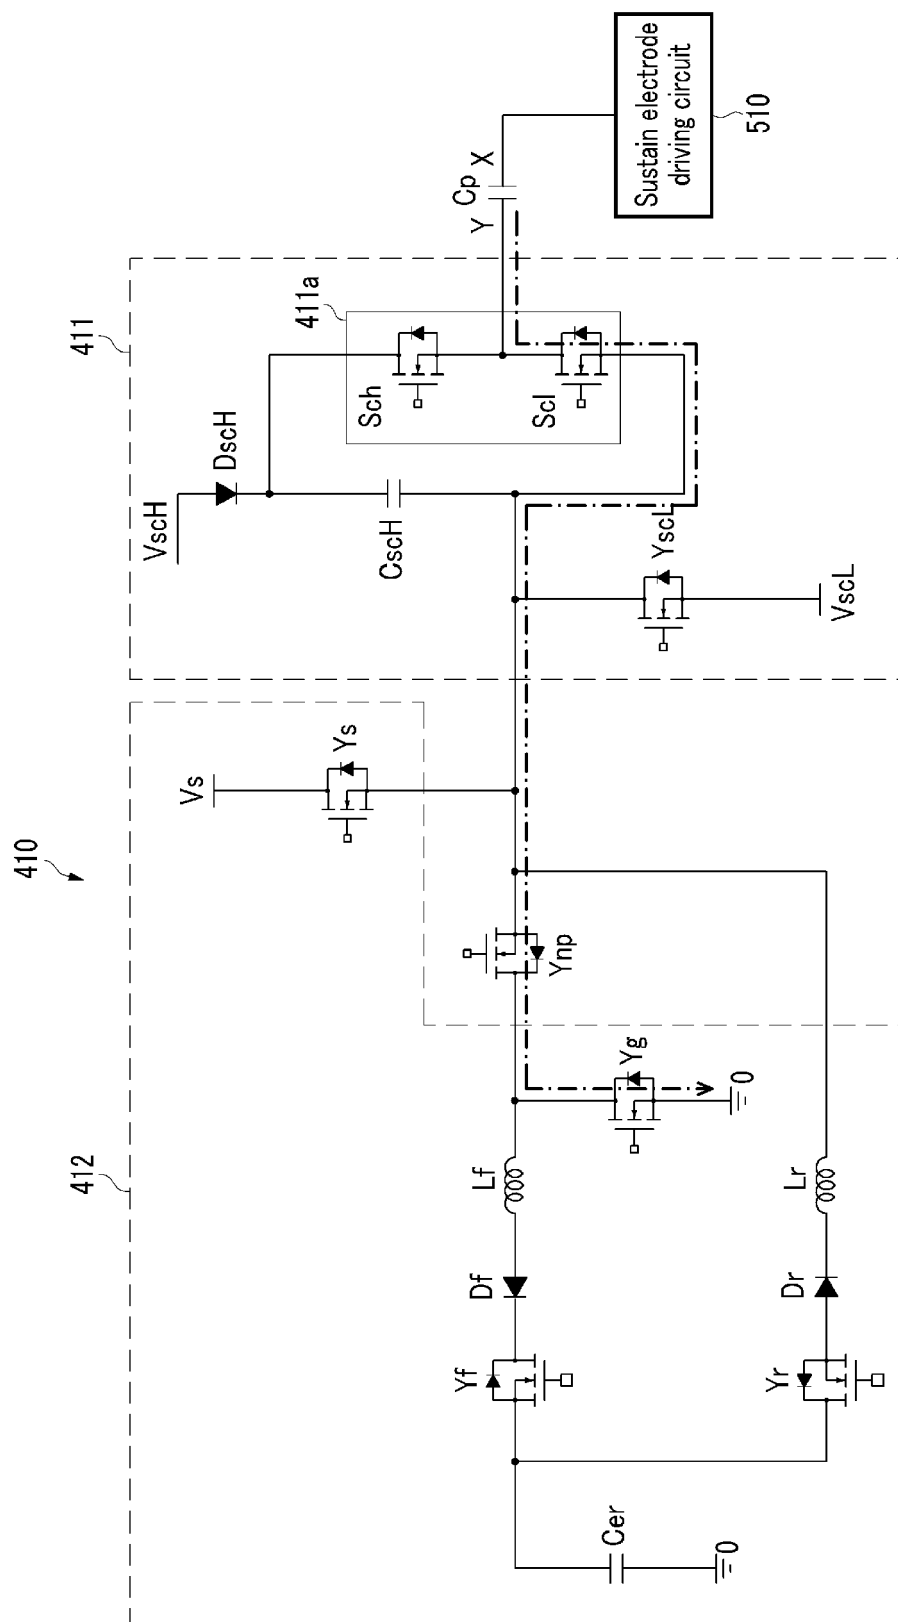 410
412
411
Vs
Ys
VscH
DscH
CscH
411a
Sch
Scl
Y
Cp
X
Sustain electrode
driving circuit
510
YscL
VscL
Ynp
Yg
0
Lf
Df
Yf
Lr
Dr
Yr
Cer
0